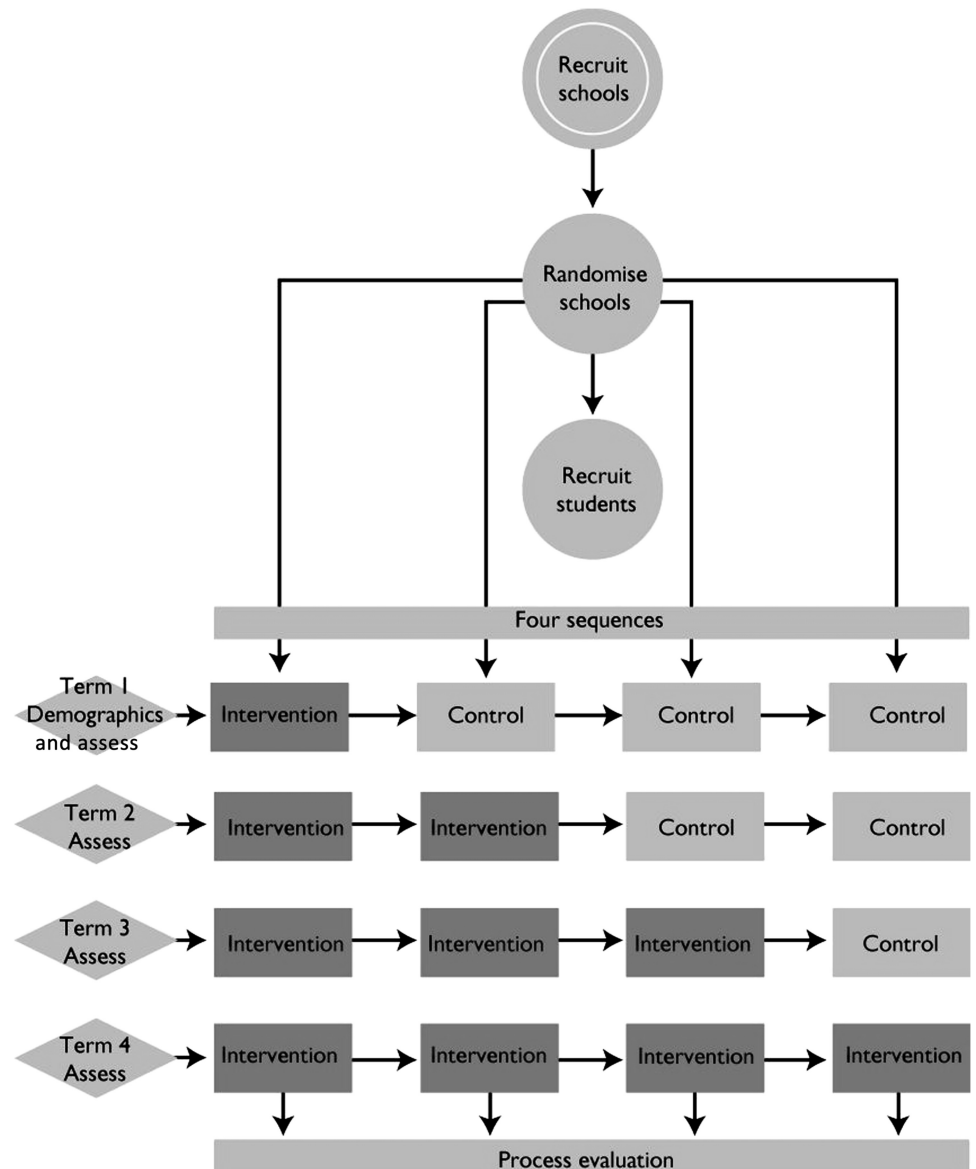 Recruit
schools
Randomise
schools
Recruit
students
Four sequences
Term 1
Demographics
and assess
Intervention
Control
Control
Control
Term 2
Assess
Intervention
Intervention
Control
Control
Term 3
Assess
Intervention
Intervention
Intervention
Control
Term 4
Assess
Intervention
Intervention
Intervention
Intervention
Process evaluation